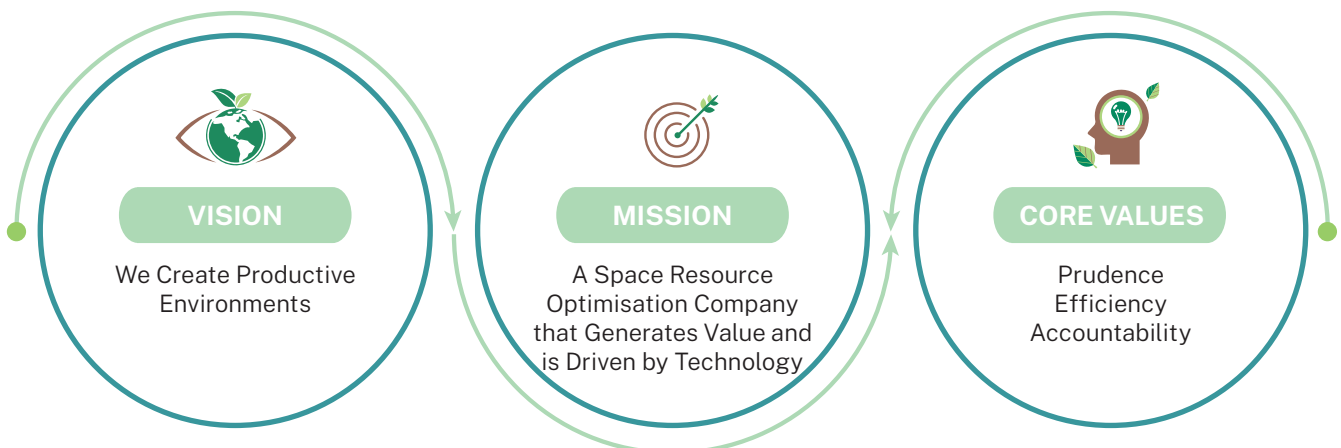 VISION
We Create Productive
Environments
MISSION
A Space Resource
Optimisation Company
that Generates Value and
is Driven by Technology
CORE VALUES
Prudence
Efficiency
Accountability